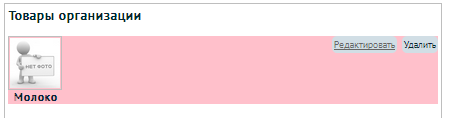 Товары организации
Редактировать Удалить
НЕТ ФОТО
Молоко